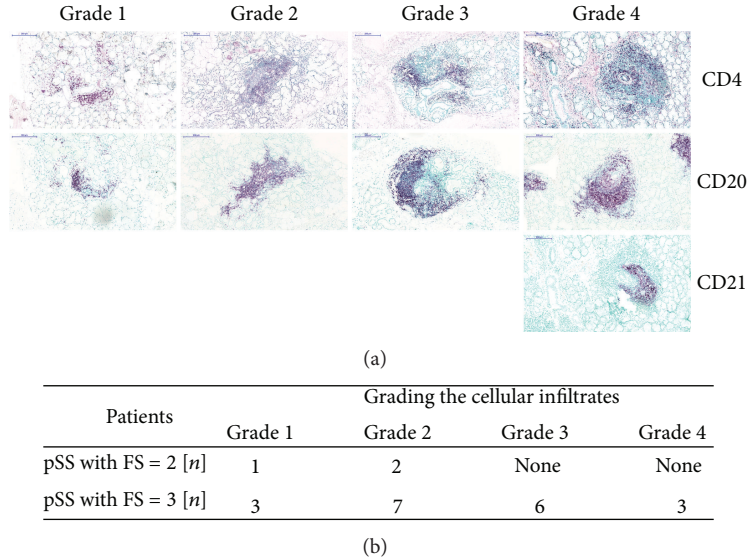 Grade 1 Grade 2 Grade 3 Grade 4
CD4
CD20
CD21
(a)
Patients Grading the cellular infiltrates
Grade 1 Grade 2 Grade 3 Grade 4
pSS with FS = 2 [n] 1 2 None None
pSS with FS = 3 [n] 3 7 6 3
(b)